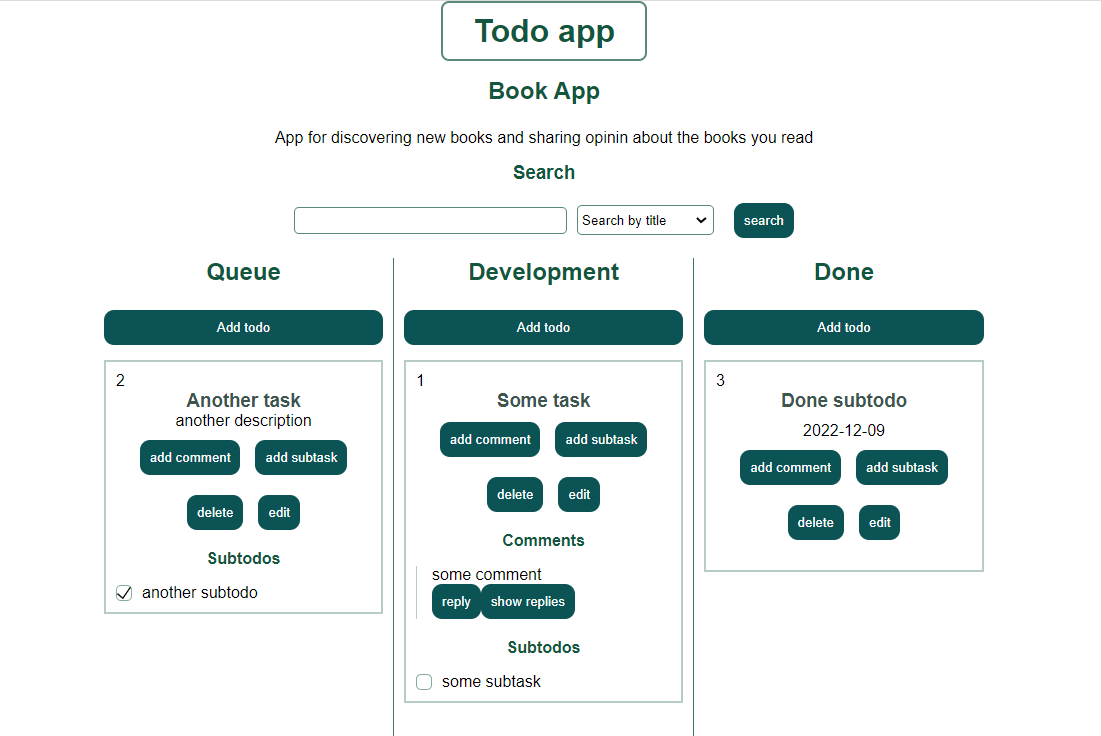 Todo app
Book App
App for discovering new books and sharing opinin about the books you read
Search
Search by title
search
Queue
Add todo
2
Another task
another description
add comment
add subtask
delete
edit
Subtodos
another subtodo
Development
Add todo
1
Some task
add comment
add subtask
delete
edit
Comments
some comment
reply
show replies
Subtodos
some subtask
Done
Add todo
3
Done subtodo
2022-12-09
add comment
add subtask
delete
edit